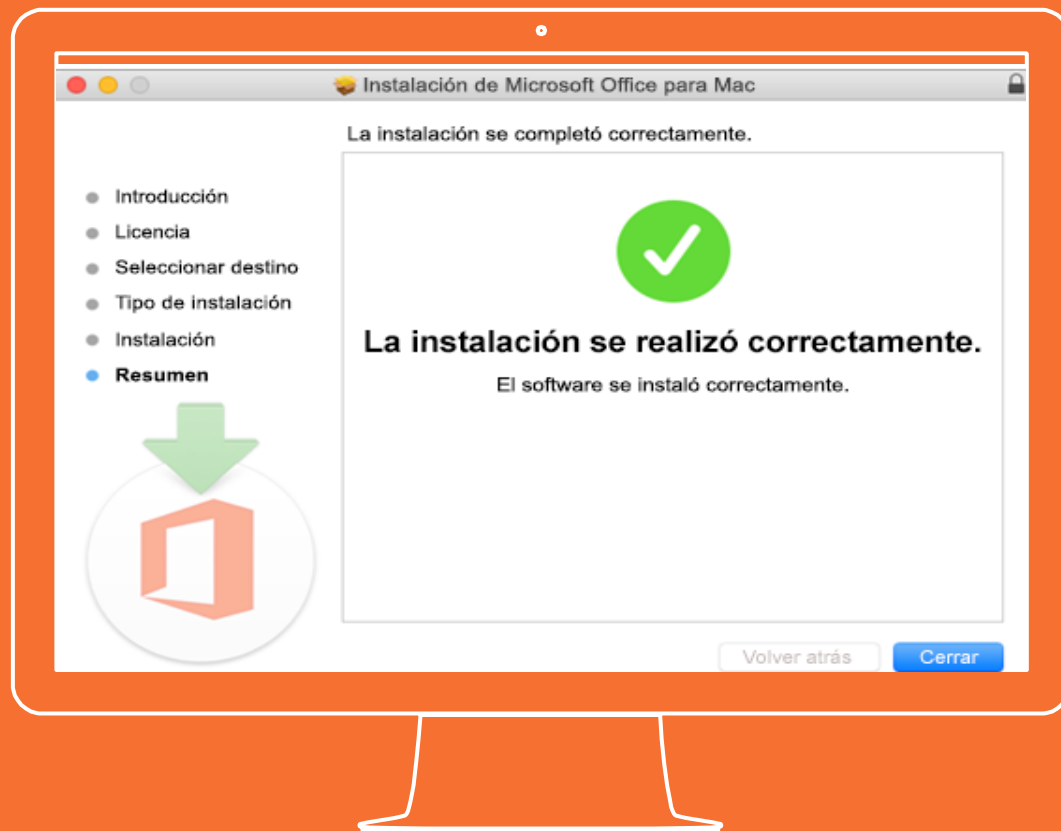 Instalación de Microsoft Office para Mac
La instalación se completó correctamente.
Introducción
Licencia
Seleccionar destino
Tipo de instalación
Instalación
Resumen
La instalación se realizó correctamente.
El software se instaló correctamente.
Volver atrás
Cerrar